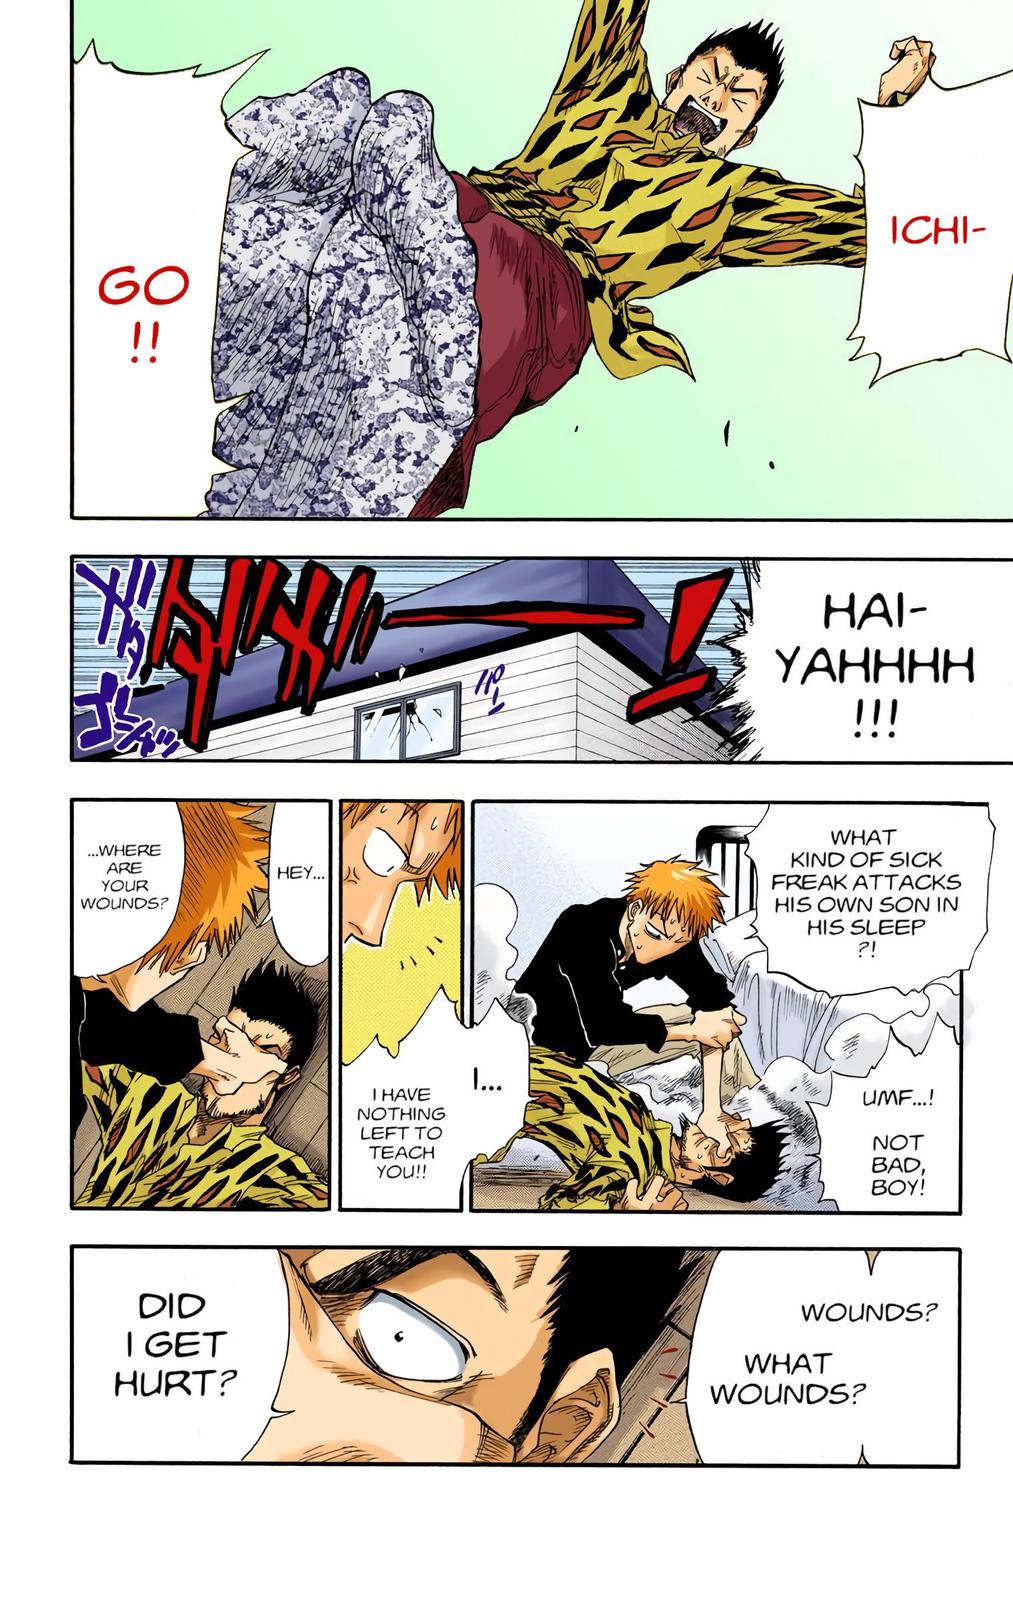 ICHI-
GO
!!
HAI-
YAHHHH
!!!
WHAT
KIND OF SICK
FREAK ATTACKS
HIS OWN SON IN
HIS SLEEP
?!
UMF...!
NOT
BAD,
BOY!
I...
I HAVE
NOTHING
LEFT TO
TEACH
YOU!!
HEY...
...WHERE
ARE
YOUR
WOUNDS?
WOUNDS?
WHAT
WOUNDS?
DID
I GET
HURT?